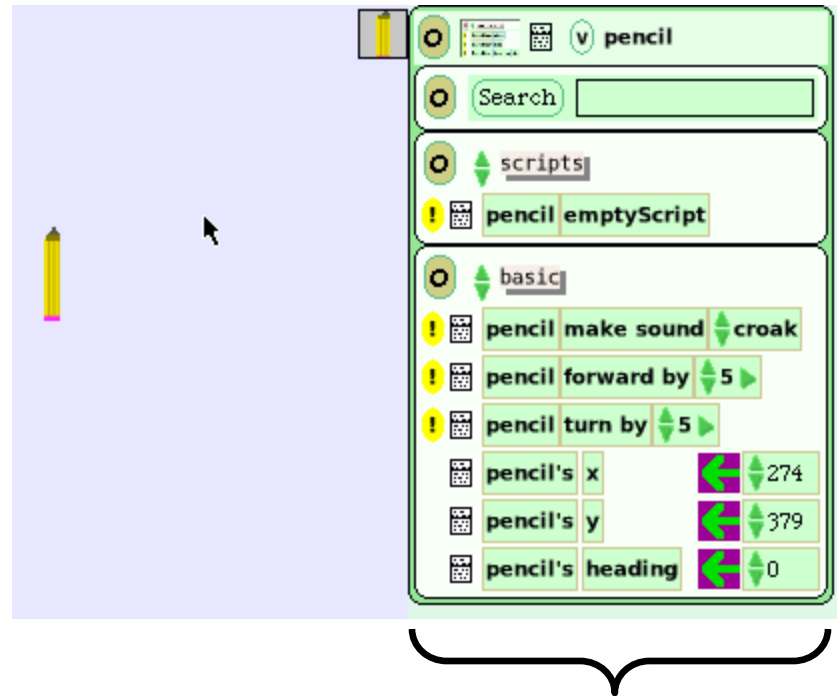 v pencil
Search
scripts
! pencil emptyScript
basic
! pencil make sound croak
! pencil forward by 5
! pencil turn by 5
pencil's x 274
pencil's y 379
pencil's heading 0